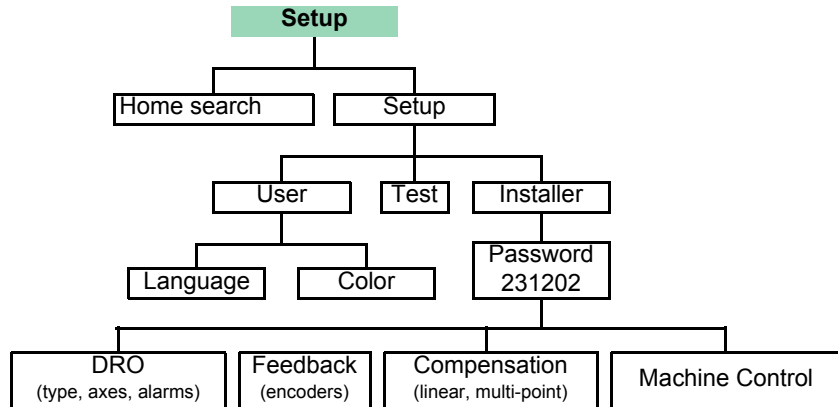 Setup
Home search
Setup
User
Test
Installer
Language
Color
Password
231202
DRO
(type, axes, alarms)
Feedback
(encoders)
Compensation
(linear, multi-point)
Machine Control